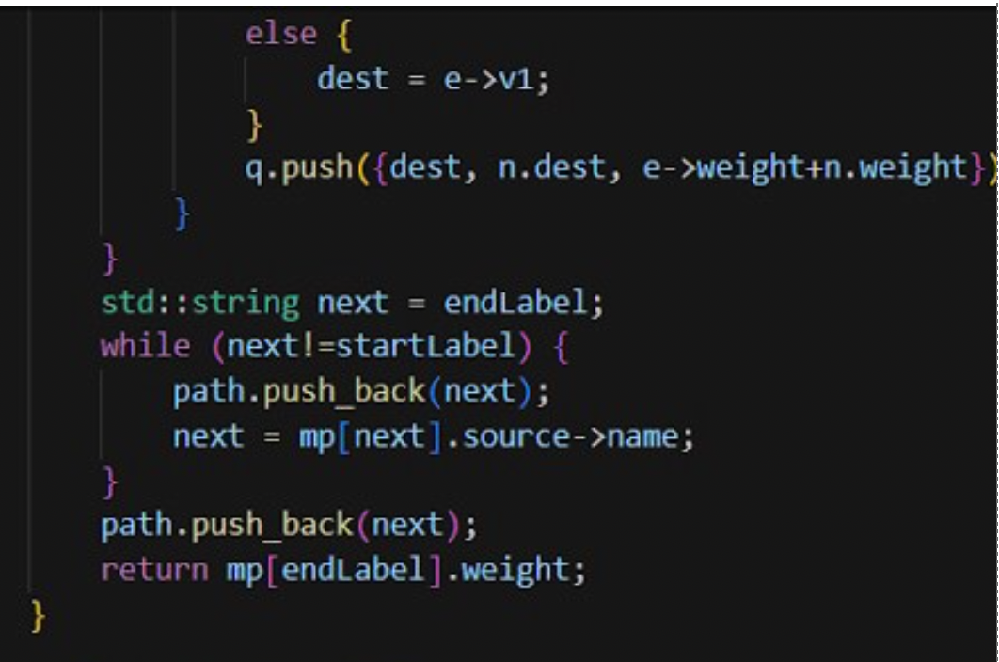 else {
dest = e->v1;
}
q.push({dest, n.dest, e->weight+n.weight})
}
}
std::string next = endLabel;
while (next!=startLabel) {
path.push_back(next);
next = mp[next].source->name;
}
path.push_back(next);
return mp[endLabel].weight;
}